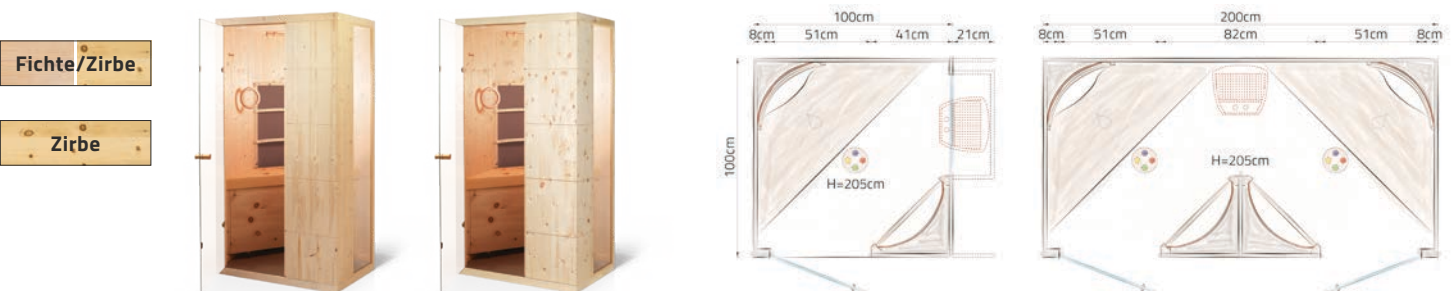 Fichte/Zirbe
Zirbe
100cm
8cm 51cm 41cm 21cm
100cm
H=205cm
200cm
8cm 51cm 82cm 51cm 8cm
H=205cm